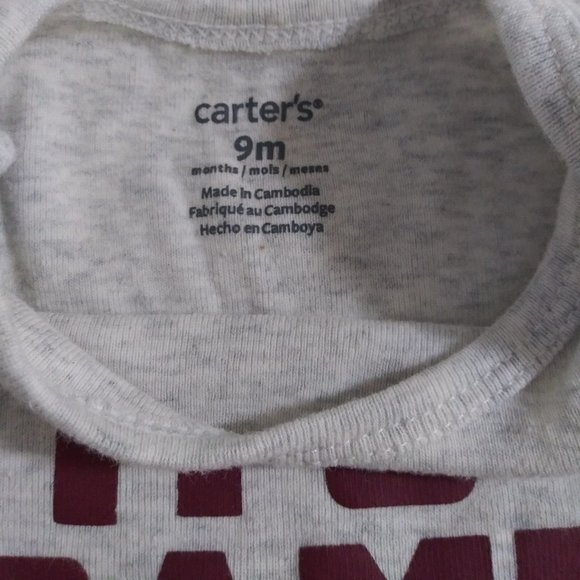 carter's®
9m
months / mois / meses
Made in Cambodia
Fabriqué au Cambodge
Hecho en Camboya